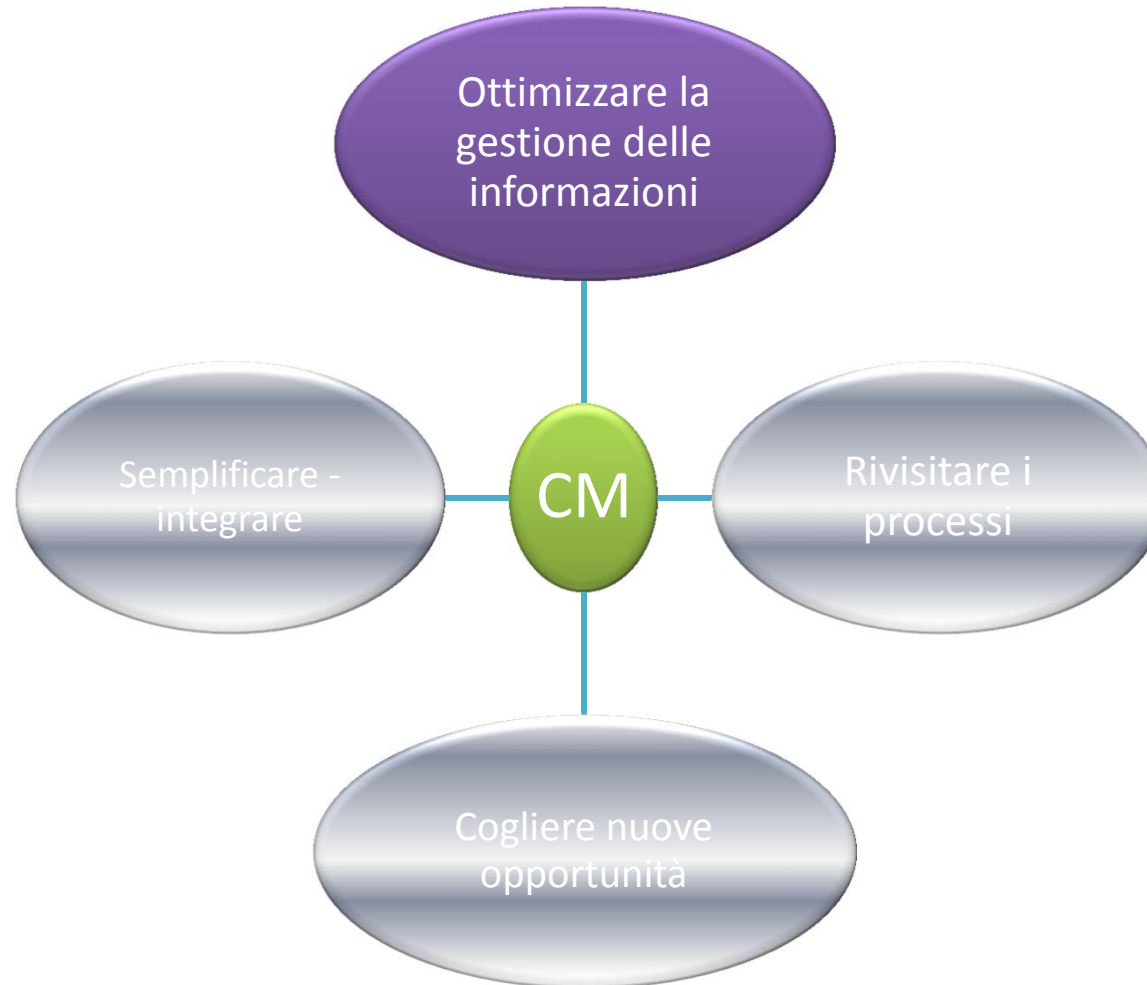 Ottimizzare la
gestione delle
informazioni
Semplificare -
integrare
CM
Rivisitare i
processi
Cogliere nuove
opportunità